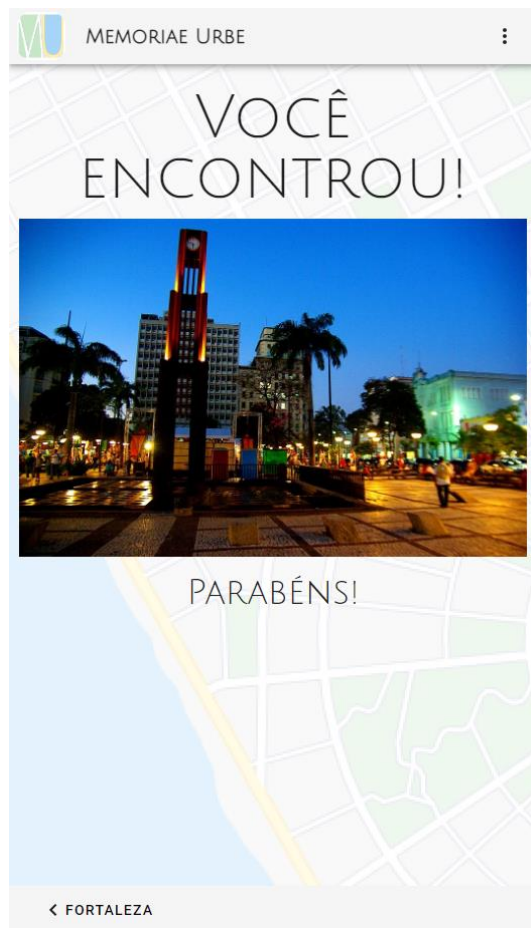 MU
MEMORIAE URBE
VOCÊ
ENCONTROU!
PARABÉNS!
< FORTALEZA